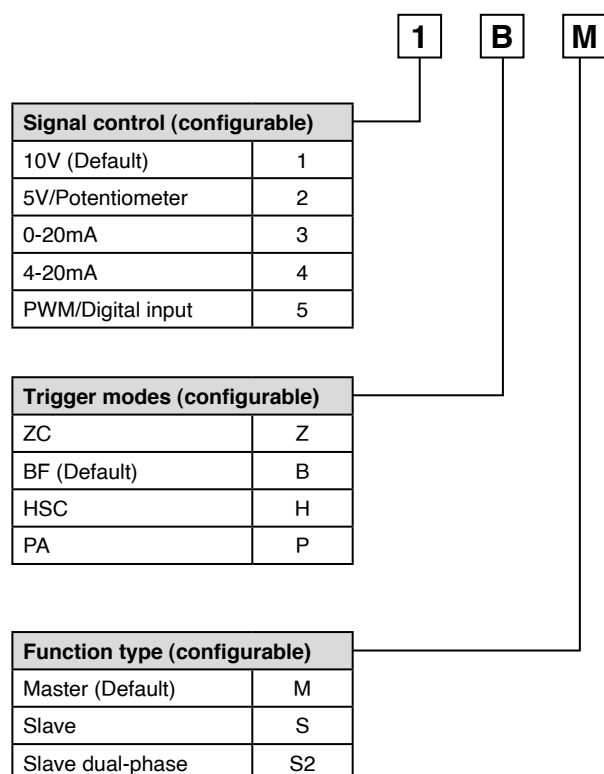 1 B M
Signal control (configurable)
10V (Default) 1
5V/Potentiometer 2
0-20mA 3
4-20mA 4
PWM/Digital input 5
Trigger modes (configurable)
ZC Z
BF (Default) B
HSC H
PA P
Function type (configurable)
Master (Default) M
Slave S
Slave dual-phase S2